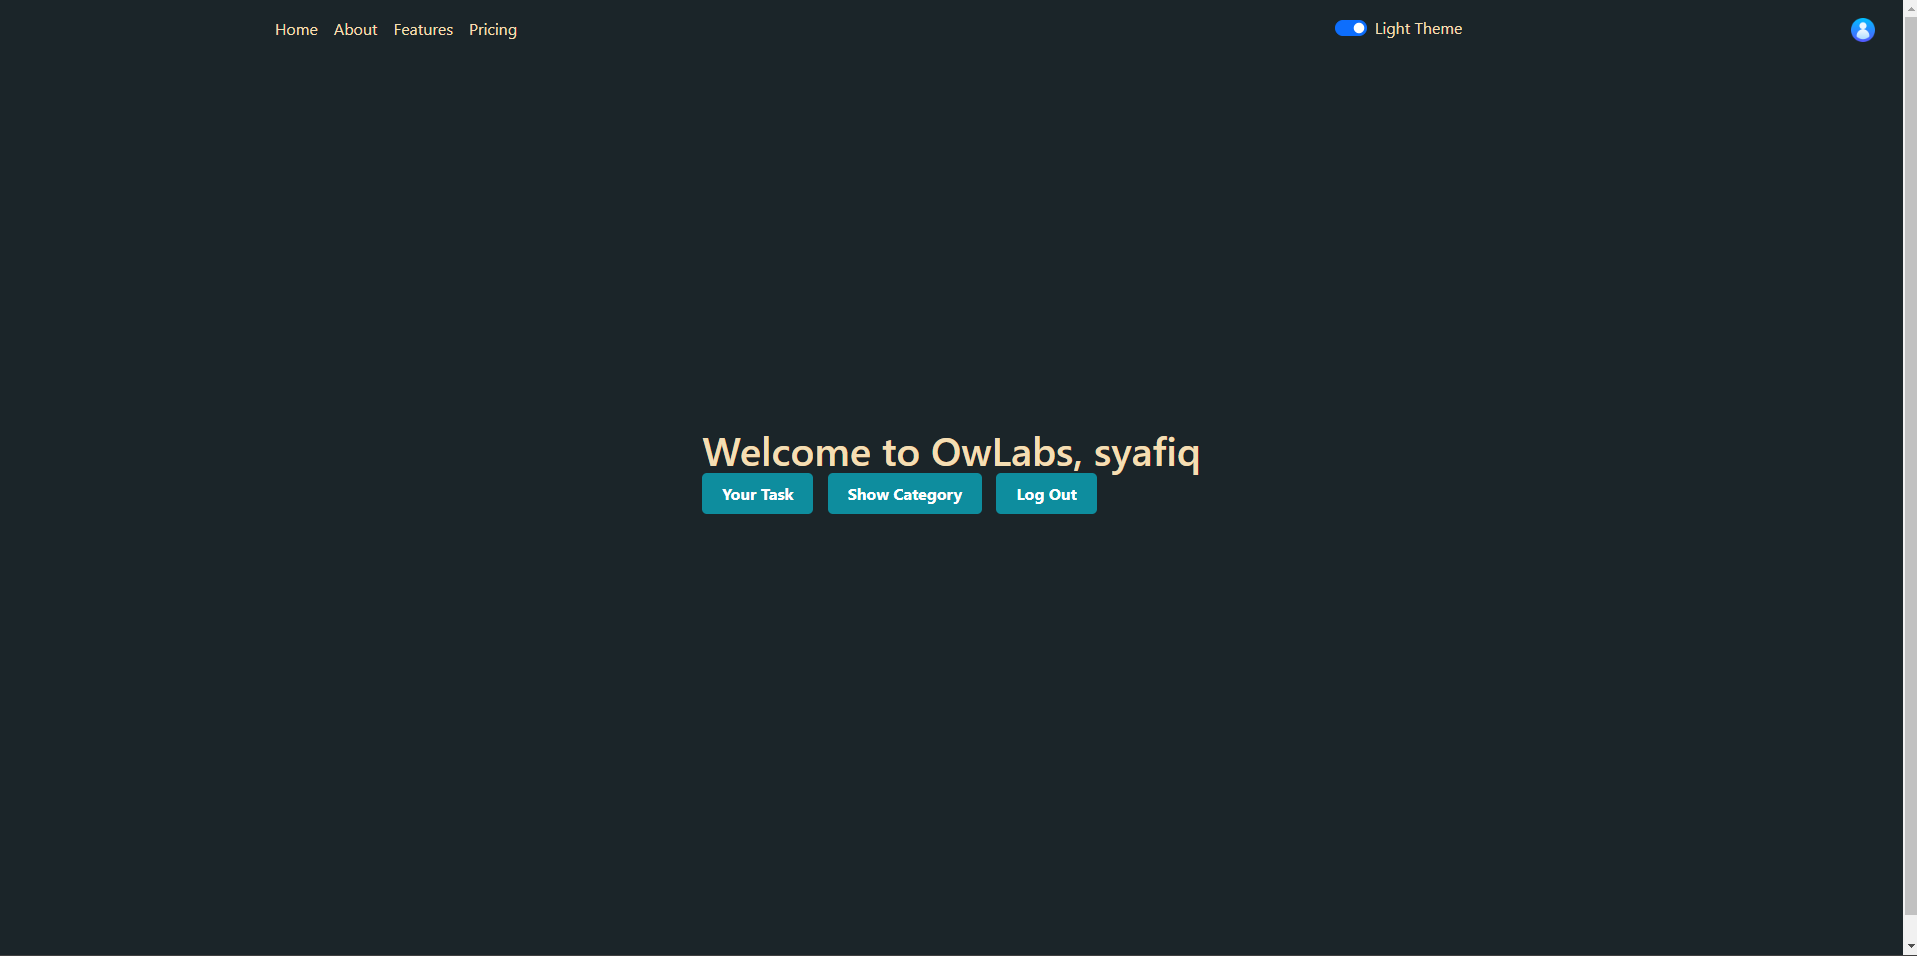 Home About Features Pricing Light Theme
Welcome to OwLabs, syafiq
Your Task Show Category Log Out